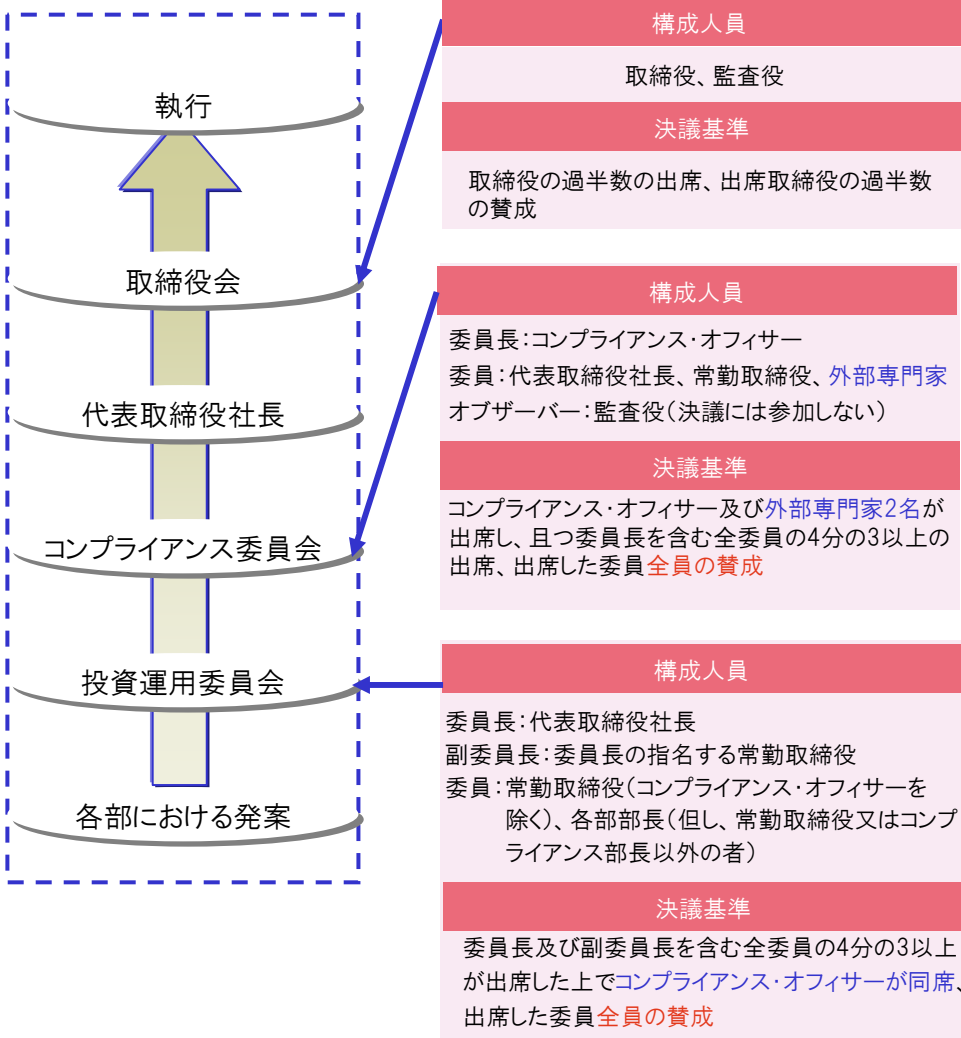 執行
取締役会
代表取締役社長
コンプライアンス委員会
投資運用委員会
各部における発案
構成人員
取締役、監査役
決議基準
取締役の過半数の出席、出席取締役の過半数
の賛成
構成人員
委員長：コンプライアンス・オフィサー
委員：代表取締役社長、常勤取締役、外部専門家
オブザーバー：監査役（決議には参加しない）
決議基準
コンプライアンス・オフィサー及び外部専門家2名が
出席し、且つ委員長を含む全委員の4分の3以上の
出席、出席した委員全員の賛成
構成人員
委員長：代表取締役社長
副委員長：委員長の指名する常勤取締役
委員：常勤取締役（コンプライアンス・オフィサーを
除く）、各部部長（但し、常勤取締役又はコンプ
ライアンス部長以外の者）
決議基準
委員長及び副委員長を含む全委員の4分の3以上
が出席した上でコンプライアンス・オフィサーが同席、
出席した委員全員の賛成